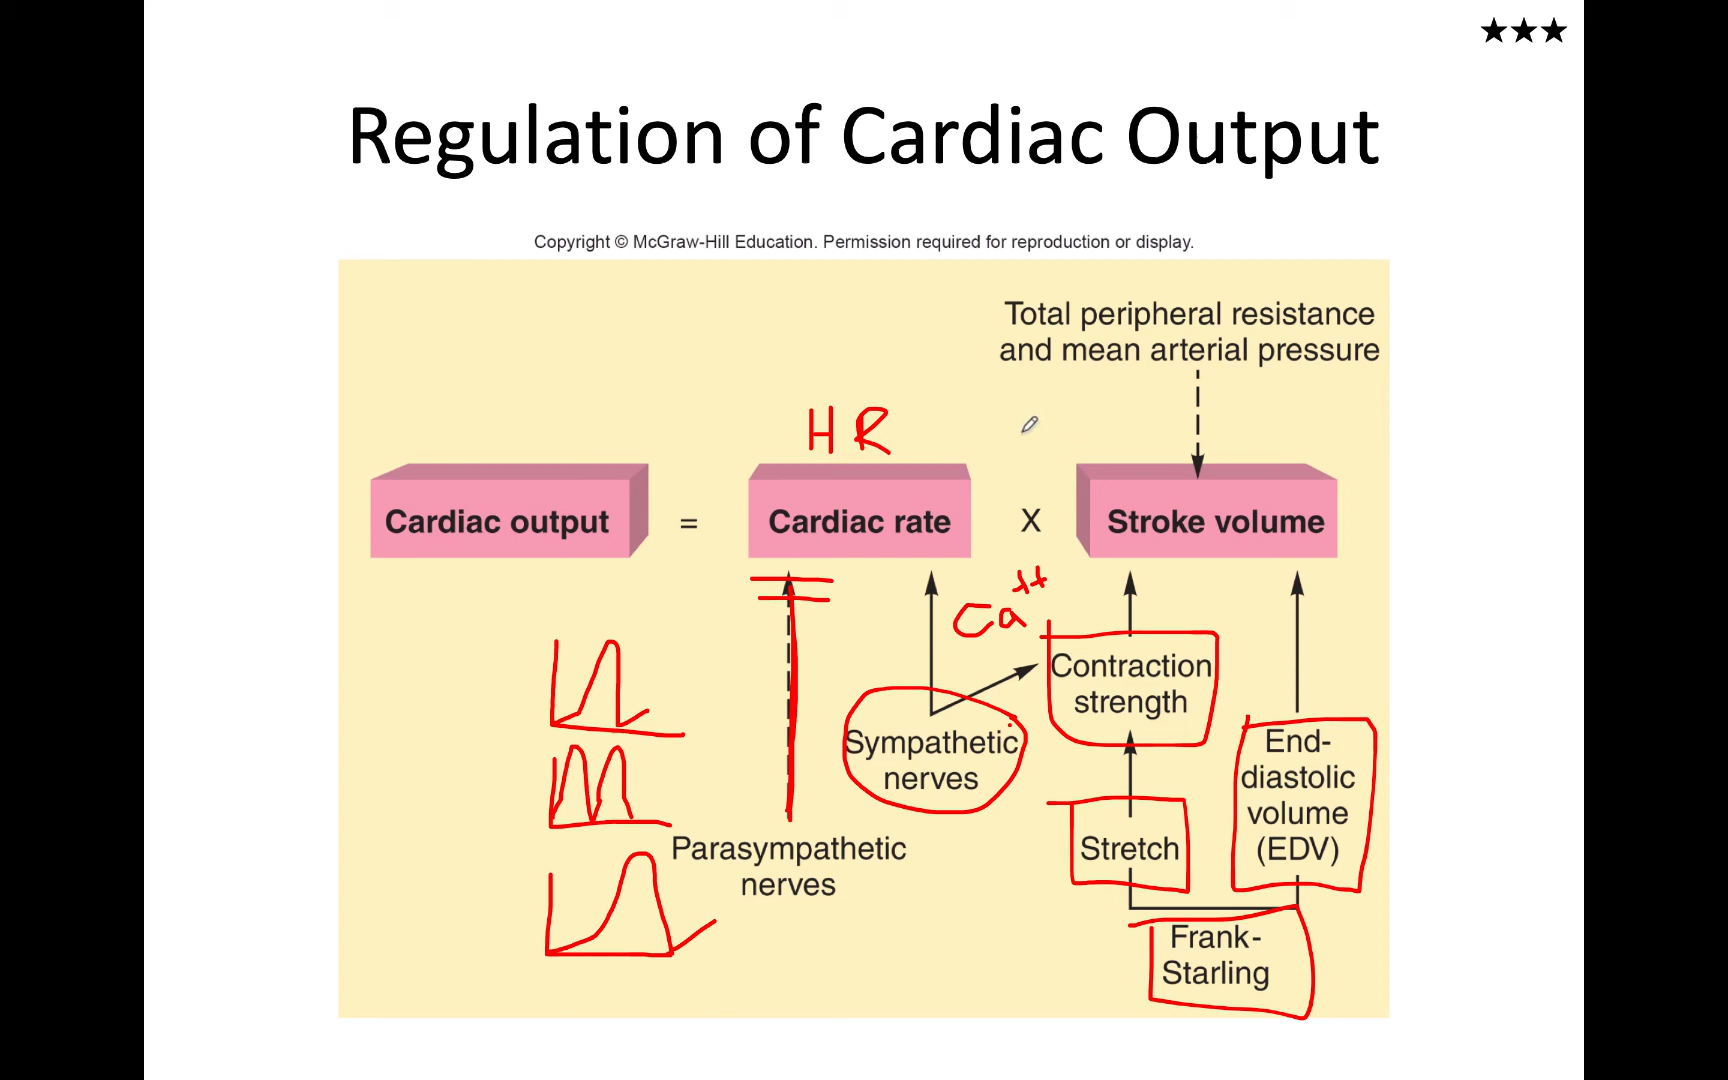 ★★★
Regulation of Cardiac Output
Copyright © McGraw-Hill Education. Permission required for reproduction or display.
Total peripheral resistance
and mean arterial pressure
HR
Cardiac output = Cardiac rate X Stroke volume
Ca++
Contraction
strength
Sympathetic
nerves
End-
diastolic
volume
(EDV)
Stretch
Parasympathetic
nerves
Frank-
Starling